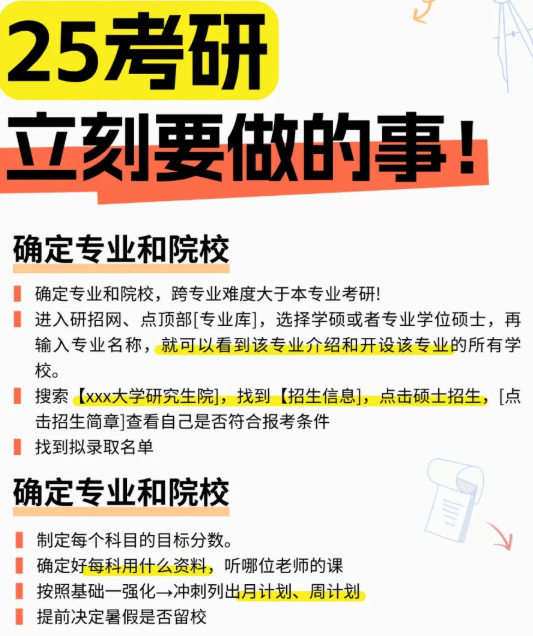 25考研
立刻要做的事!
确定专业和院校
确定专业和院校，跨专业难度大于本专业考研!
进入研招网、点顶部[专业库]，选择学硕或者专业学位硕士，再
输入专业名称，就可以看到该专业介绍和开设该专业的所有学
校。
搜索【xxx大学研究生院]，找到【招生信息]，点击硕士招生，[点
击招生简章]查看自己是否符合报考条件
找到拟录取名单
确定专业和院校
制定每个科目的目标分数。
确定好每科用什么资料，听哪位老师的课
按照基础一强化→冲刺列出月计划、周计划
提前决定暑假是否留校